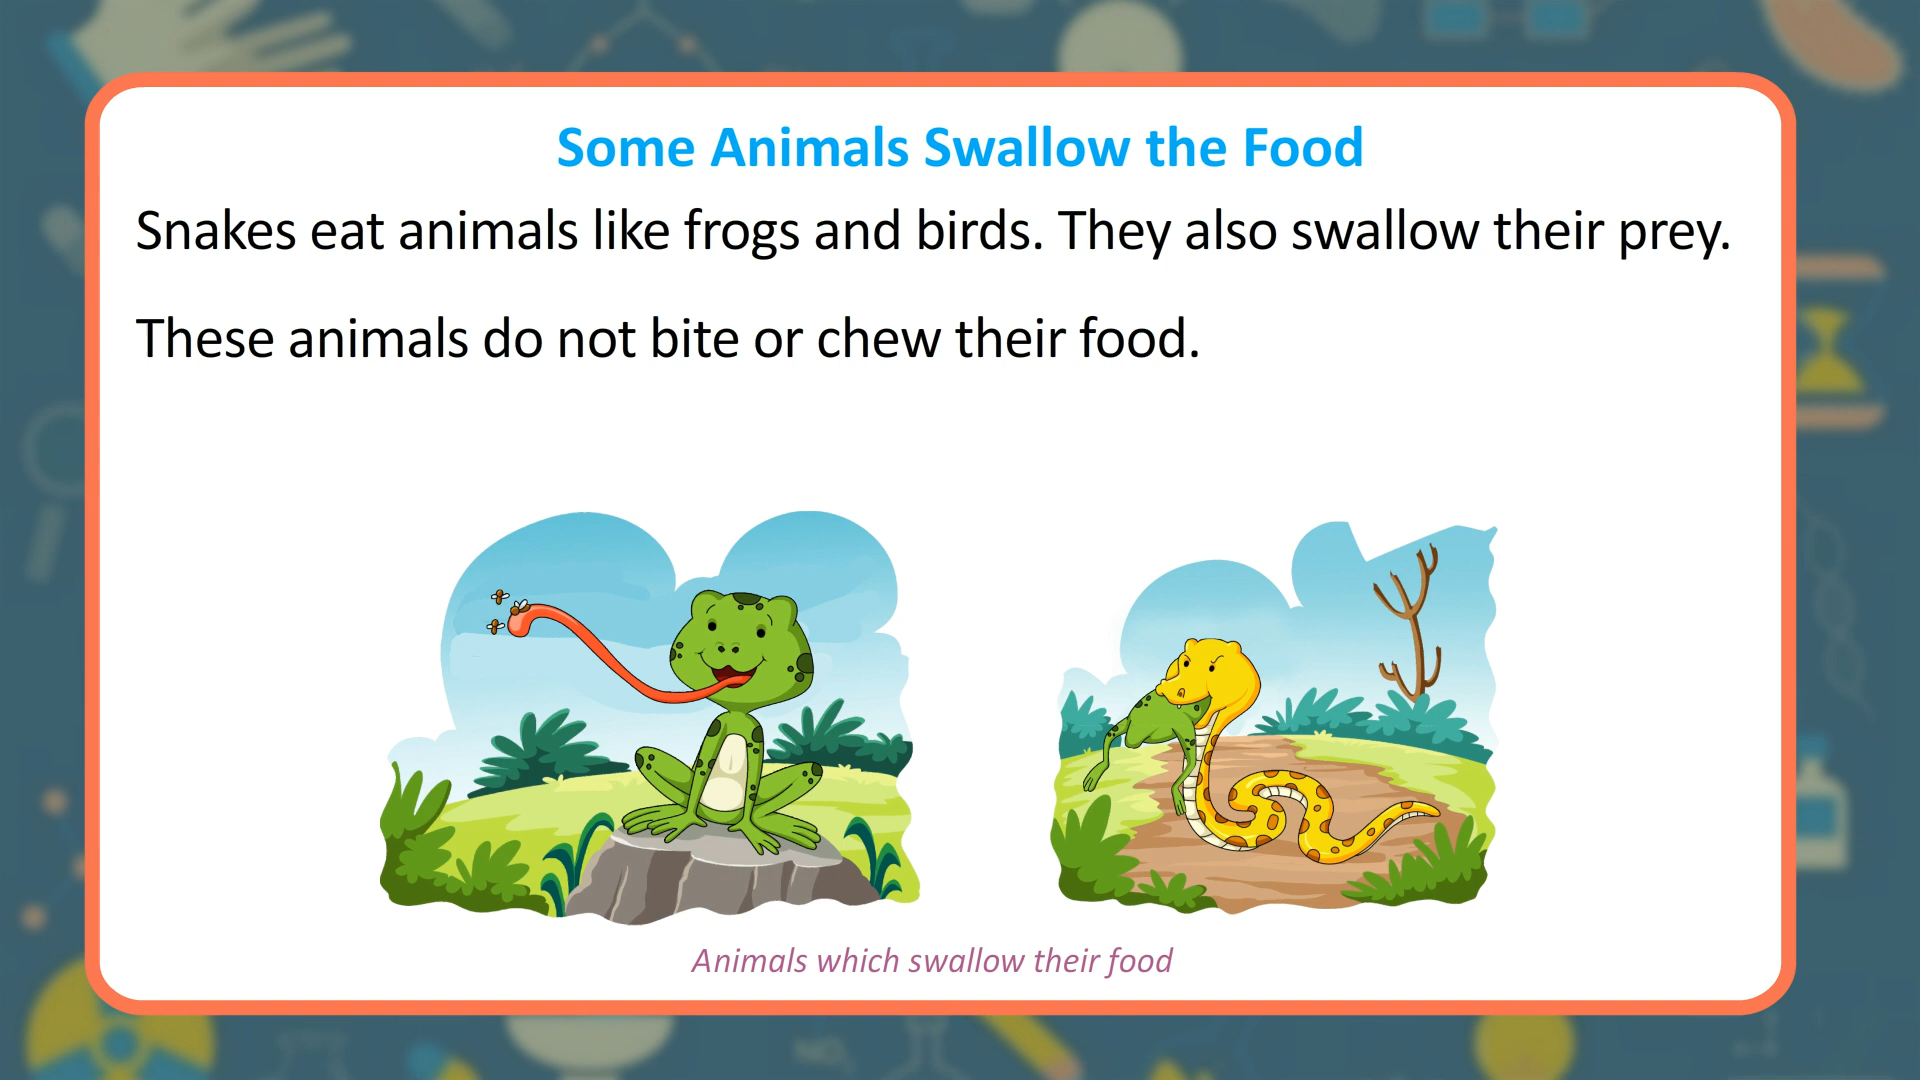 Some Animals Swallow the Food
Snakes eat animals like frogs and birds. They also swallow their prey.
These animals do not bite or chew their food.
Animals which swallow their food
NO₃